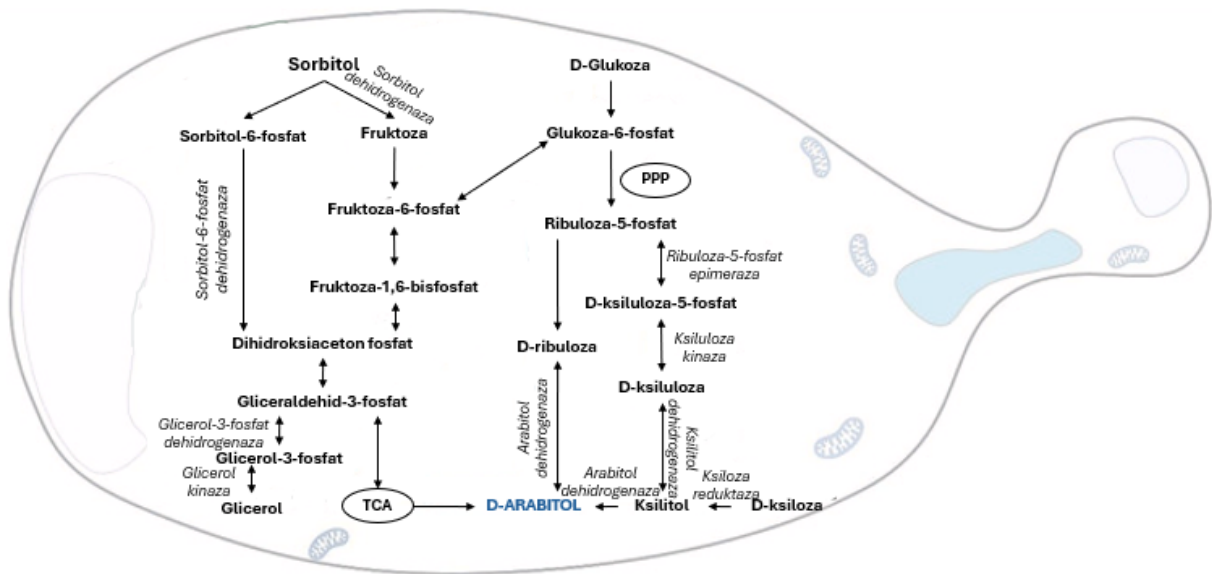 Sorbitol
Sorbitol
dehidrogenaza
D-Glukoza
Sorbitol-6-fosfat
Fruktoza
Glukoza-6-fosfat
PPP
Sorbitol-6-fosfat
dehidrogenaza
Fruktoza-6-fosfat
Ribuloza-5-fosfat
Ribuloza-5-fosfat
epimeraza
Fruktoza-1,6-bisfosfat
D-ksiluloza-5-fosfat
Dihidroksiaceton fosfat
D-ribuloza
Ksiluloza
kinaza
D-ksiluloza
Gliceraldehid-3-fosfat
Glicerol-3-fosfat
dehidrogenaza
Glicerol-3-fosfat
Arabitol
dehidrogenaza
Ksilitol
dehidrogenaza
Glicerol
kinaza
Glicerol
TCA
D-ARABITOL
Arabitol
dehidrogenaza
Ksilitol
Ksiloza
reduktaza
D-ksiloza